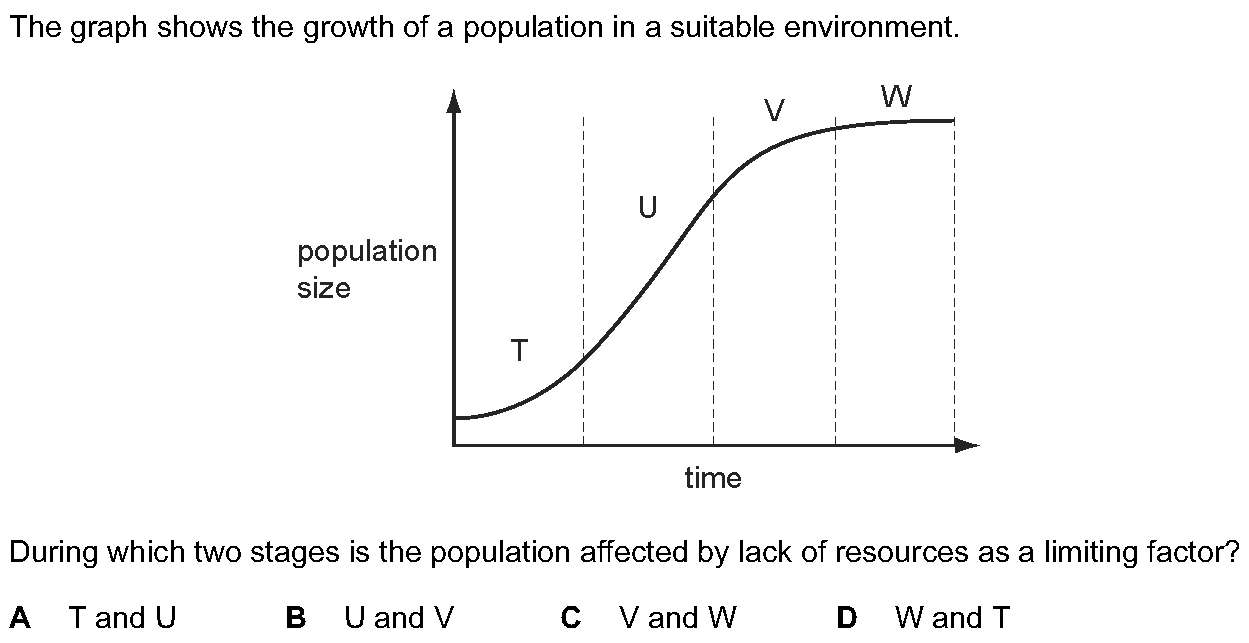 The graph shows the growth of a population in a suitable environment.
W
V
U
population
size
T
time
During which two stages is the population affected by lack of resources as a limiting factor?
A T and U B U and V C V and W D W and T